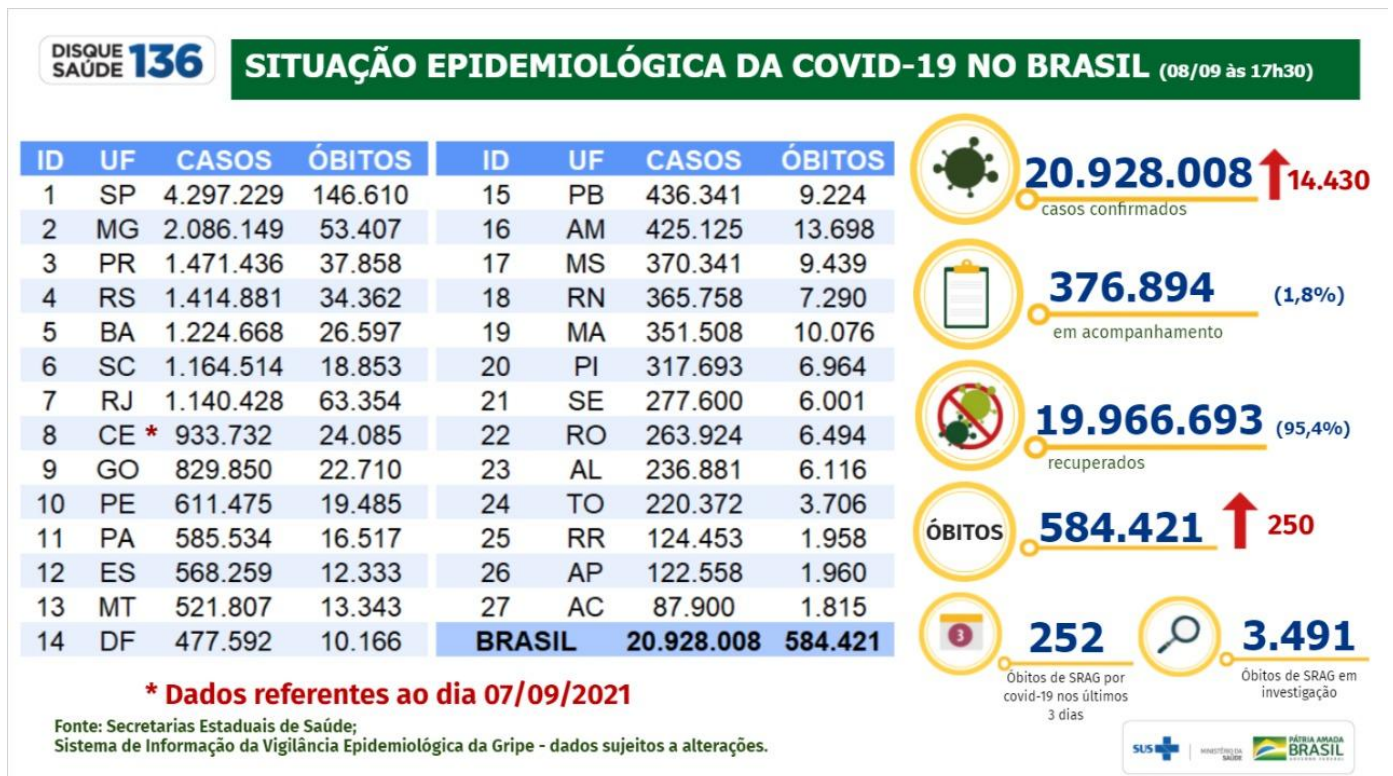 DISQUE
SAÚDE 136
SITUAÇÃO EPIDEMIOLÓGICA DA COVID-19 NO BRASIL (08/09 às 17h30)
ID UF CASOS ÓBITOS ID UF CASOS ÓBITOS
1 SP 4.297.229 146.610 15 PB 436.341 9.224
2 MG 2.086.149 53.407 16 AM 425.125 13.698
3 PR 1.471.436 37.858 17 MS 370.341 9.439
4 RS 1.414.881 34.362 18 RN 365.758 7.290
5 BA 1.224.668 26.597 19 MA 351.508 10.076
6 SC 1.164.514 18.853 20 PI 317.693 6.964
7 RJ 1.140.428 63.354 21 SE 277.600 6.001
8 CE * 933.732 24.085 22 RO 263.924 6.494
9 GO 829.850 22.710 23 AL 236.881 6.116
10 PE 611.475 19.485 24 TO 220.372 3.706
11 PA 585.534 16.517 25 RR 124.453 1.958
12 ES 568.259 12.333 26 AP 122.558 1.960
13 MT 521.807 13.343 27 AC 87.900 1.815
14 DF 477.592 10.166 BRASIL 20.928.008 584.421
* Dados referentes ao dia 07/09/2021
Fonte: Secretarias Estaduais de Saúde;
Sistema de Informação da Vigilância Epidemiológica da Gripe - dados sujeitos a alterações.
20.928.008 14.430
casos confirmados
376.894 (1,8%)
em acompanhamento
19.966.693 (95,4%)
recuperados
ÓBITOS 584.421 250
3 252
Óbitos de SRAG por
covid-19 nos últimos
3 dias
3.491
Óbitos de SRAG em
investigação
SUS
MINISTÉRIO DA
SAÚDE
PÁTRIA AMADA
BRASIL
GOVERNO FEDERAL